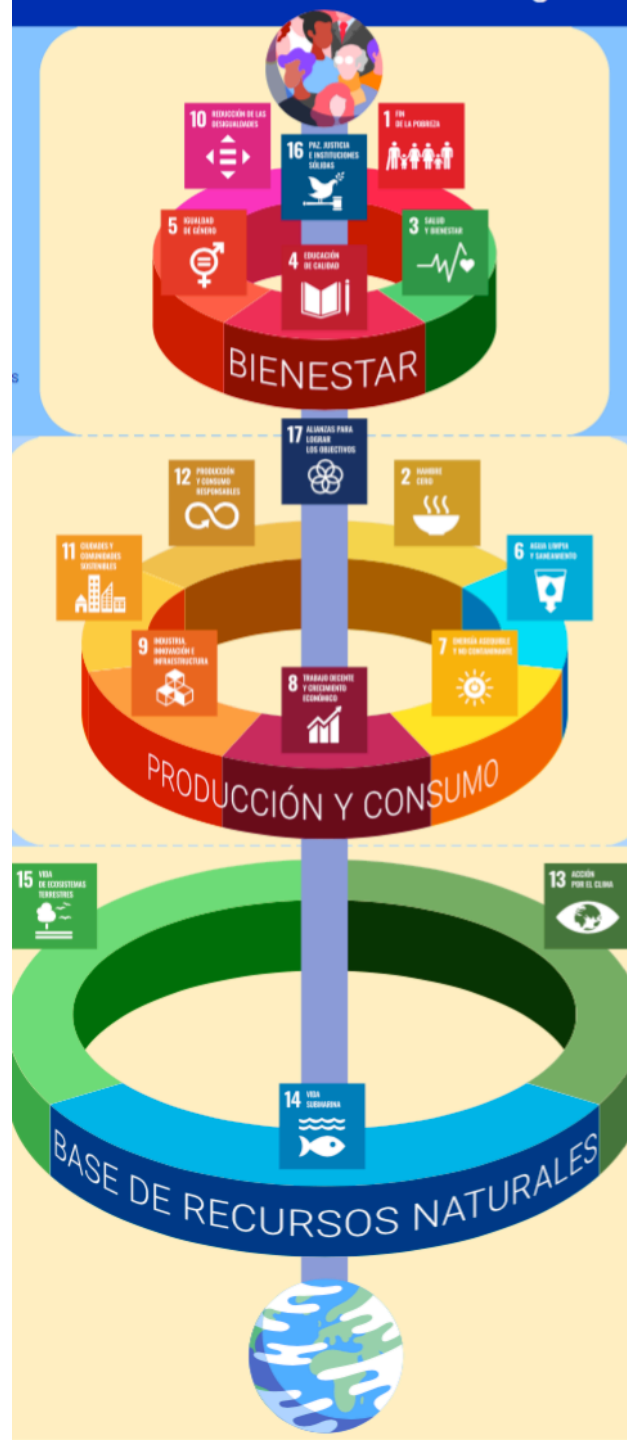 10 REDUCCIÓN DE LAS
DESIGUALDADES
1 FIN
DE LA POBREZA
16 PAZ, JUSTICIA
E INSTITUCIONES
SÓLIDAS
5 IGUALDAD
DE GÉNERO
3 SALUD
Y BIENESTAR
4 EDUCACIÓN
DE CALIDAD
BIENESTAR
17 ALIANZAS PARA
LOGRAR
LOS OBJETIVOS
12 PRODUCCIÓN
Y CONSUMO
RESPONSABLES
2 HAMBRE
CERO
11 CIUDADES Y
COMUNIDADES
SOSTENIBLES
6 AGUA LIMPIA
Y SANEAMIENTO
9 INDUSTRIA,
INNOVACIÓN E
INFRAESTRUCTURA
7 ENERGÍA ASEQUIBLE
Y NO CONTAMINANTE
8 TRABAJO DECENTE
Y CRECIMIENTO
ECONÓMICO
PRODUCCIÓN Y CONSUMO
15 VIDA
DE ECOSISTEMAS
TERRESTRES
13 ACCIÓN
POR EL CLIMA
14 VIDA
SUBMARINA
BASE DE RECURSOS NATURALES